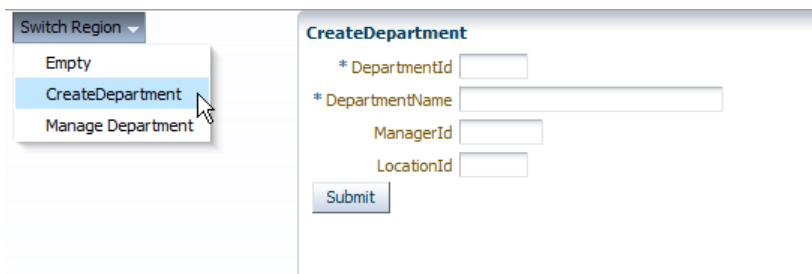 Switch Region
Empty
CreateDepartment
Manage Department
CreateDepartment
* DepartmentId
* DepartmentName
ManagerId
LocationId
Submit